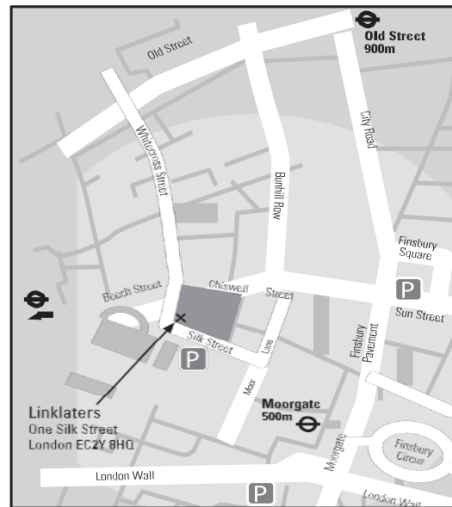 Old Street
900m
Old Street
City Road
Whitecross Street
Bunhill Row
Finsbury
Square
P
Beech Street
Chiswell
Street
Sun Street
Silk Street
P
Lane
Moor
Finsbury
Pavement
Linklaters
One Silk Street
London EC2Y 8HQ
Moorgate
500m
Moorgate
Finsbury
Circus
London Wall
P
London Wall